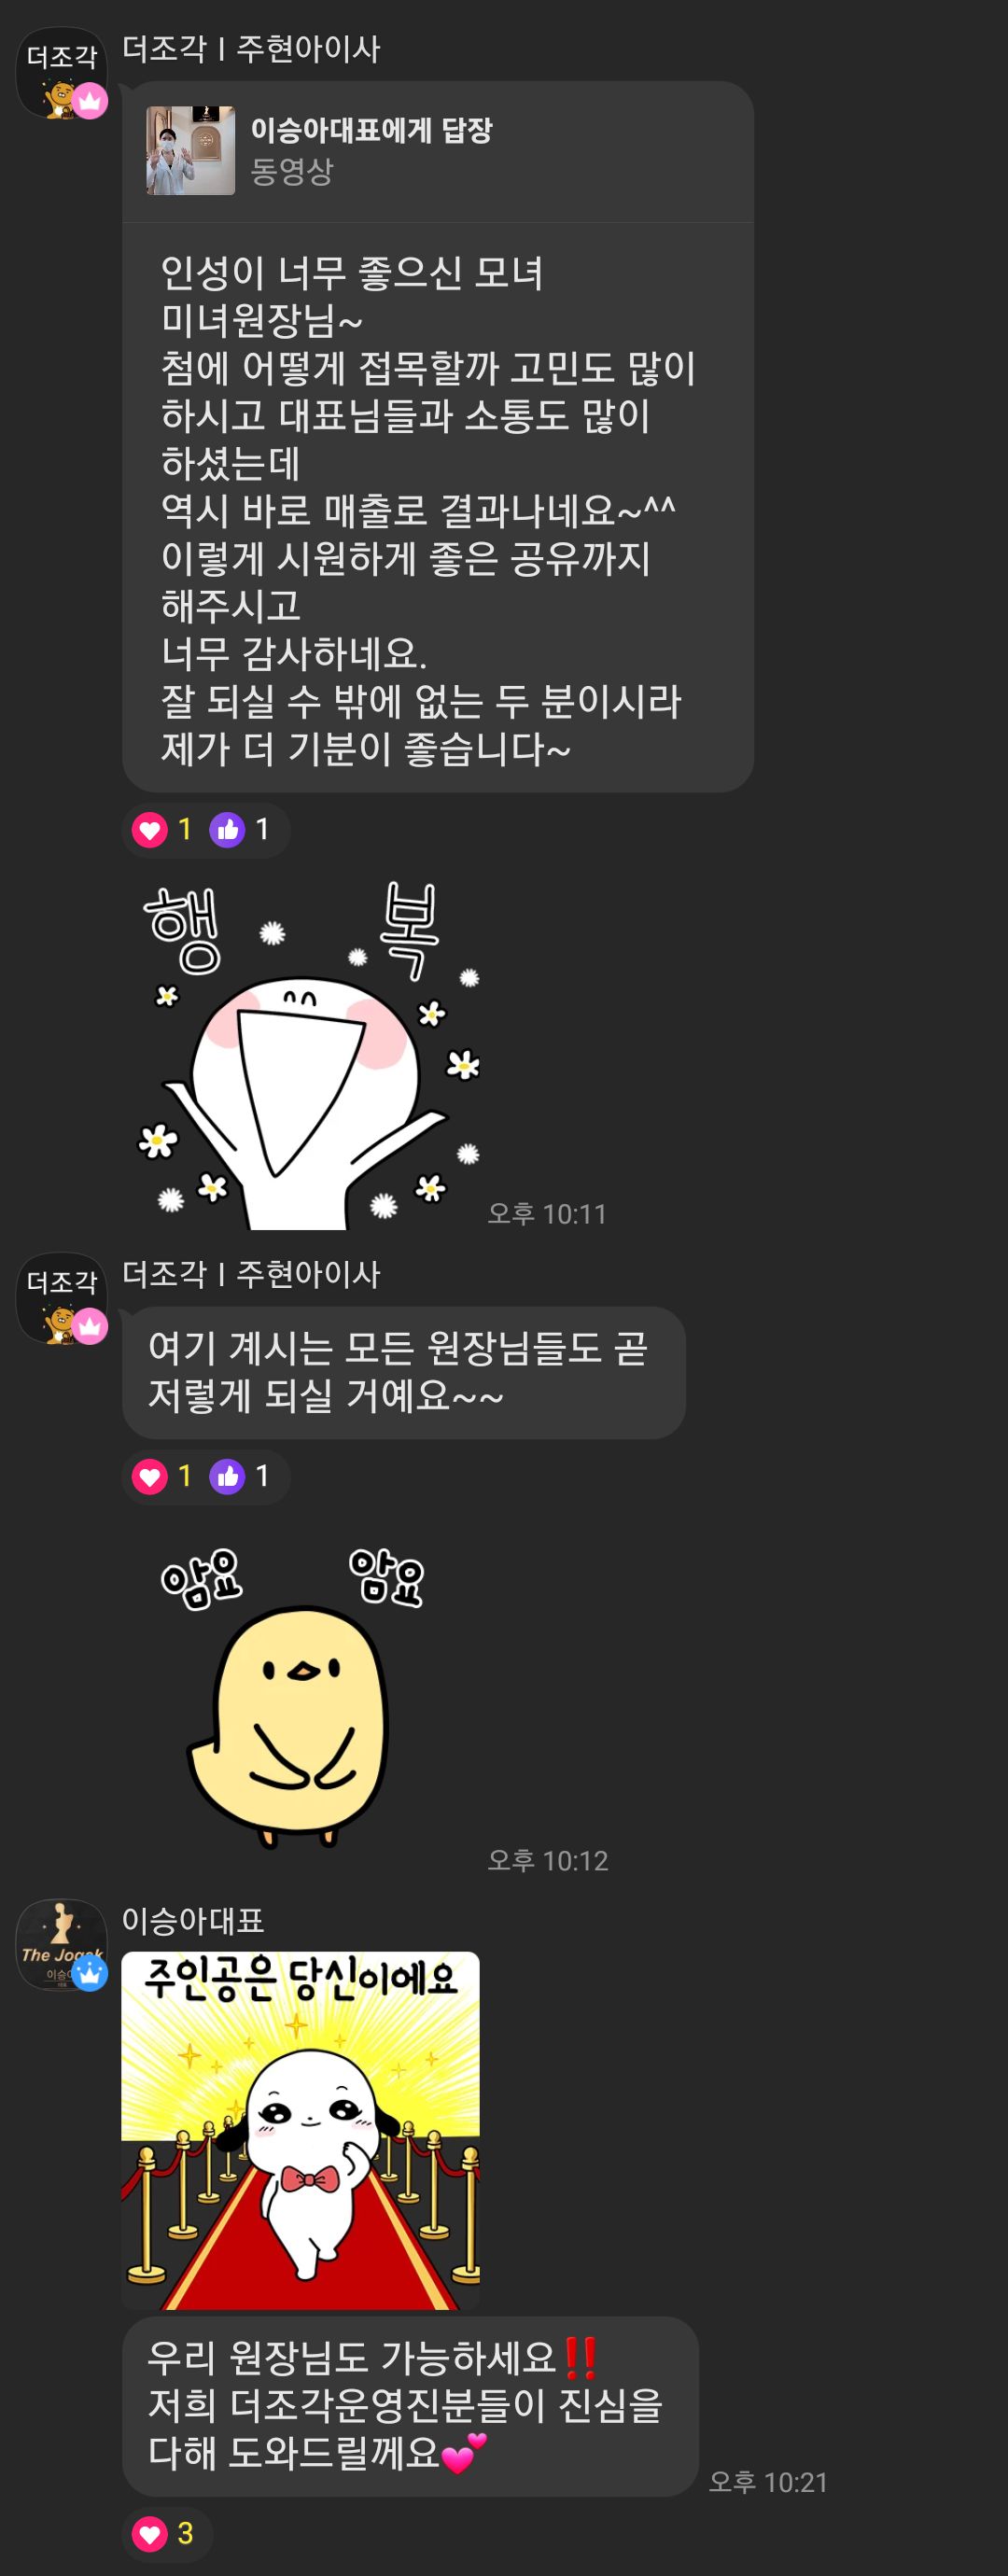 더조각
더조각 | 주현아이사
이승아대표에게 답장
동영상
인성이 너무 좋으신 모녀
미녀원장님~
첨에 어떻게 접목할까 고민도 많이
하시고 대표님들과 소통도 많이
하셨는데
역시 바로 매출로 결과나네요~^^
이렇게 시원하게 좋은 공유까지
해주시고
너무 감사하네요.
잘 되실 수 밖에 없는 두 분이시라
제가 더 기분이 좋습니다~
1 1
행 복
오후 10:11
더조각
더조각 | 주현아이사
여기 계시는 모든 원장님들도 곧
저렇게 되실 거예요~~
1 1
암요 암요
오후 10:12
The Jogak
이승아대표
주인공은 당신이에요
우리 원장님도 가능하세요‼️
저희 더조각운영진분들이 진심을
다해 도와드릴께요💕
오후 10:21
3